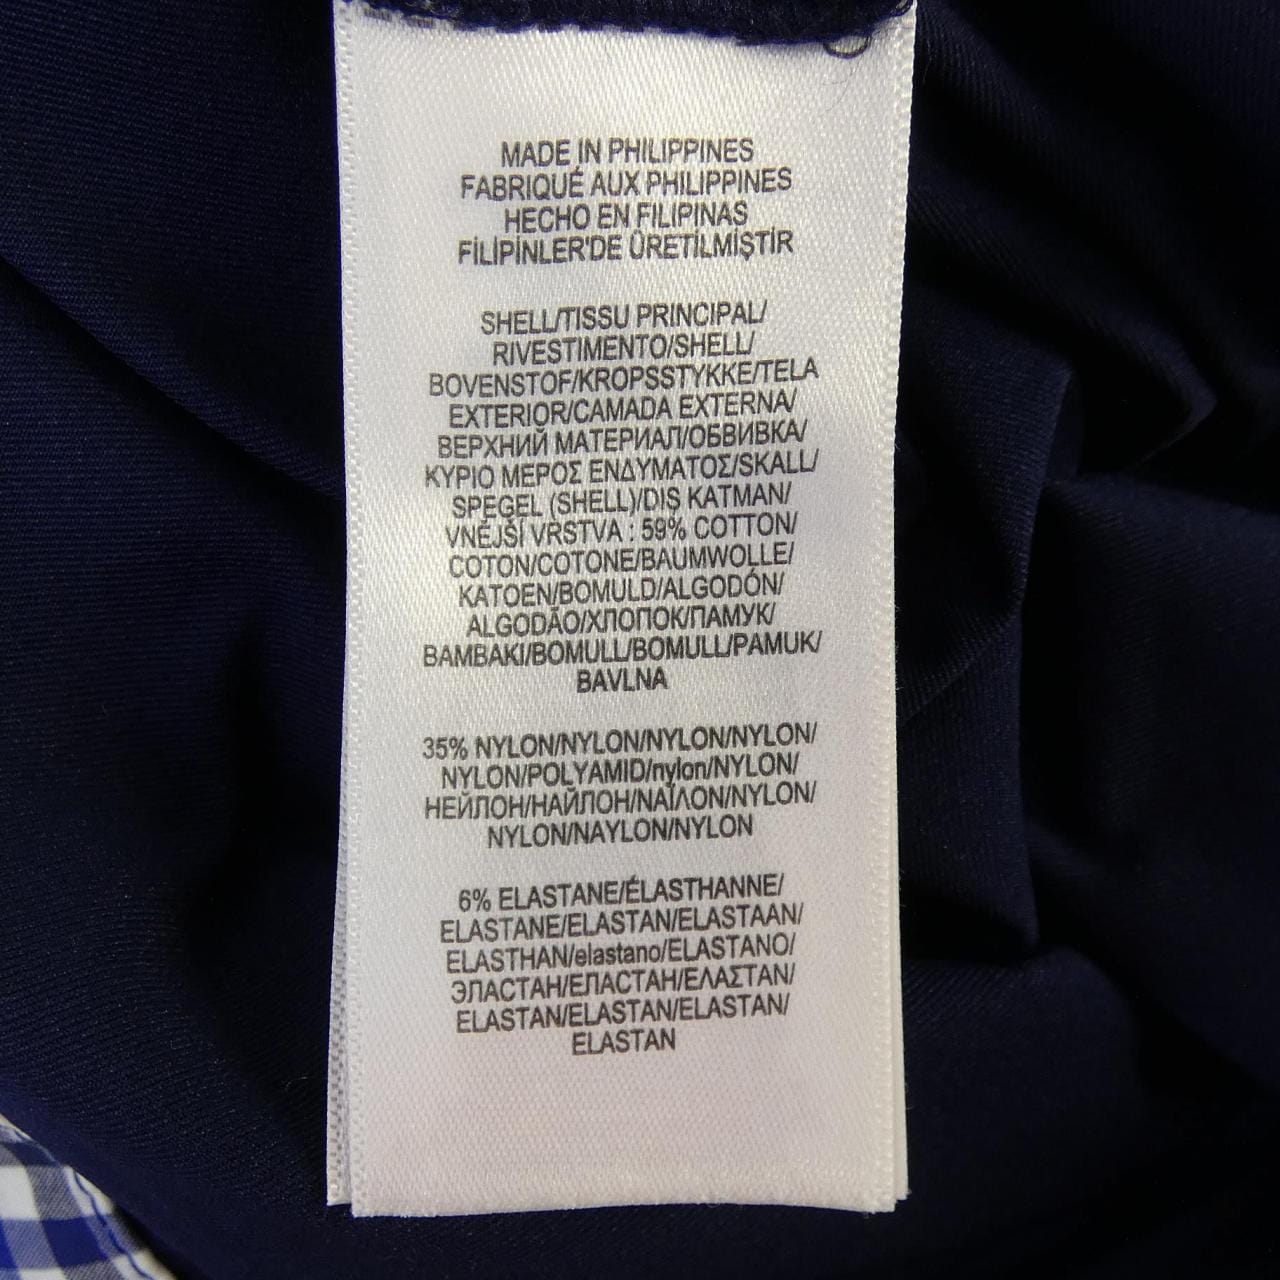 MADE IN PHILIPPINES
FABRIQUÉ AUX PHILIPPINES
HECHO EN FILIPINAS
FİLİPİNLER'DE ÜRETİLMİŞTİR
SHELL/TISSU PRINCIPAL/
RIVESTIMENTO/SHELL/
BOVENSTOF/KROPSSTYKKE/TELA
EXTERIOR/CAMADA EXTERNA/
ВЕРХНИЙ МАТЕРИАЛ/ОБВИВКА/
ΚΥΡΙΟ ΜΕΡΟΣ ΕΝΔΥΜΑΤΟΣ/SKALL/
SPEGEL (SHELL)/DIŞ KATMAN/
VNĚJŠÍ VRSTVA : 59% COTTON/
COTON/COTONE/BAUMWOLLE/
KATOEN/BOMULD/ALGODÓN/
ALGODÃO/ХЛОПОК/ПАМУК/
BAMBAKI/BOMULL/BOMULL/PAMUK/
BAVLNA
35% NYLON/NYLON/NYLON/NYLON/
NYLON/POLYAMID/nylon/NYLON/
НЕЙЛОН/НАЙЛОН/ΝΑΪΛΟΝ/NYLON/
NYLON/NAYLON/NYLON
6% ELASTANE/ÉLASTHANNE/
ELASTANE/ELASTAN/ELASTAAN/
ELASTHAN/elastano/ELASTANO/
ЭЛАСТАН/ЕЛАСТАН/ΕΛΑΣΤΑΝ/
ELASTAN/ELASTAN/ELASTAN/
ELASTAN